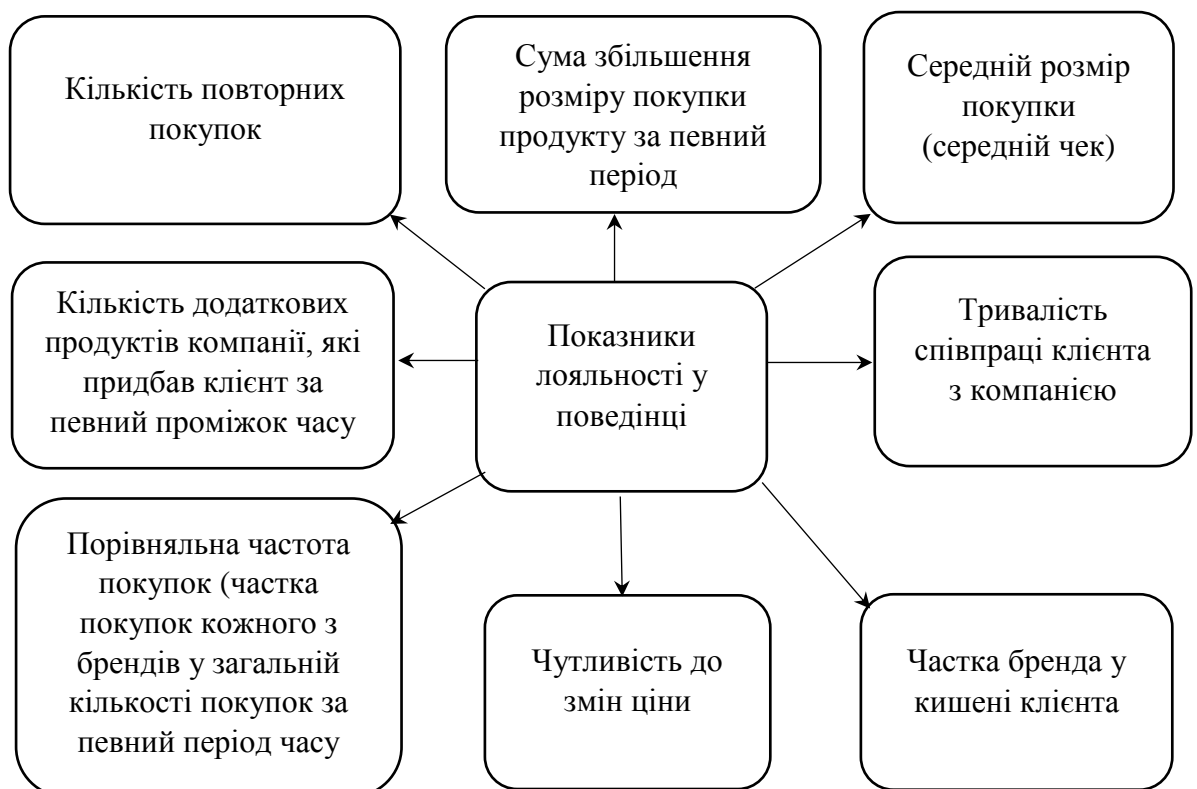 Кількість повторних
покупок
Сума збільшення
розміру покупки
продукту за певний
період
Середній розмір
покупки
(середній чек)
Кількість додаткових
продуктів компанії, які
придбав клієнт за
певний проміжок часу
Показники
лояльності у
поведінці
Тривалість
співпраці клієнта
з компанією
Порівняльна частота
покупок (частка
покупок кожного з
брендів у загальній
кількості покупок за
певний період часу
Чутливість до
змін ціни
Частка бренда у
кишені клієнта